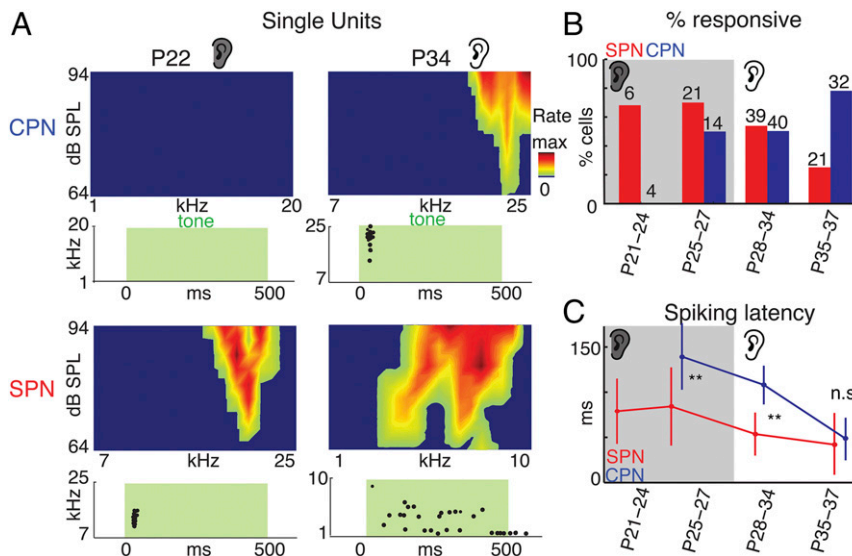 A
Single Units
P22
P34
CPN
94
dB SPL
64
1
kHz
20
7
kHz
25
Rate
max
0
tone
20
kHz
1
0
ms
500
25
7
0
ms
500
SPN
94
dB SPL
64
7
kHz
25
1
kHz
10
25
kHz
7
0
ms
500
10
1
0
ms
500
B
% responsive
SPN CPN
100
% cells
0
6
4
21
14
39
40
21
32
P21–24
P25–27
P28–34
P35–37
C
Spiking latency
150
ms
0
**
**
n.s
SPN
CPN
P21–24
P25–27
P28–34
P35–37